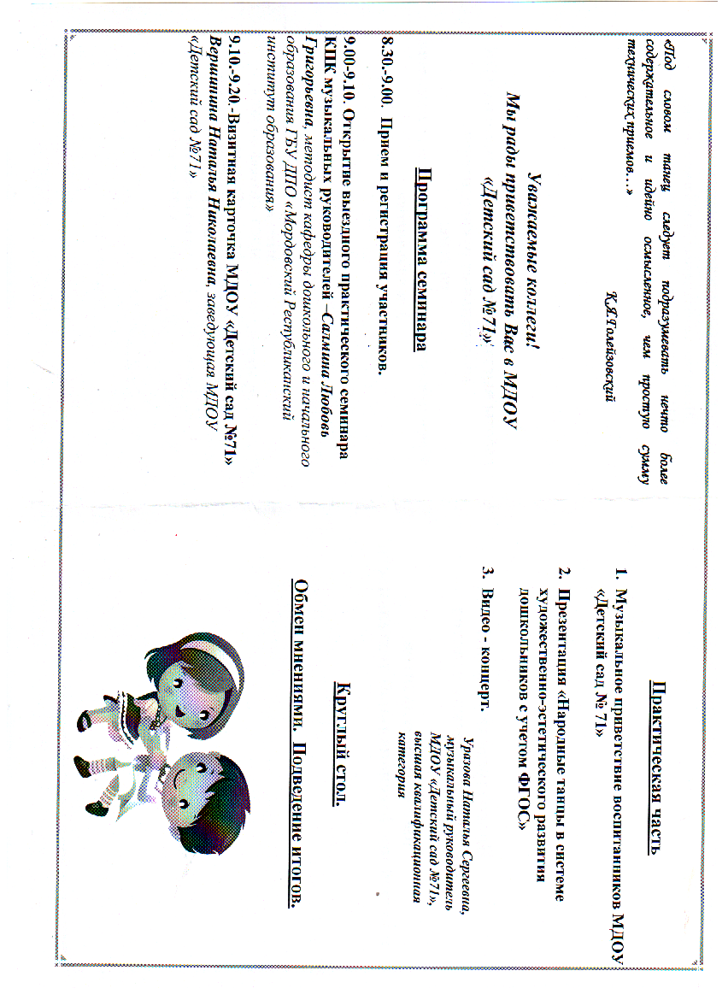 «Под словом танец следует подразумевать нечто более
содержательное и идейно осмысленное, чем простую сумму
технических приемов…»
К.Я.Голейзовский
Уважаемые коллеги!
Мы рады приветствовать Вас в МДОУ
«Детский сад №71»
Программа семинара
8.30.-9.00. Прием и регистрация участников.
9.00-9.10. Открытие выездного практического семинара
КПК музыкальных руководителей –Салмина Любовь
Григорьевна, методист кафедры дошкольного и начального
образования ГБУ ДПО «Мордовский Республиканский
институт образования»
9.10.-9.20.-Визитная карточка МДОУ «Детский сад №71»
Вершинина Наталья Николаевна, заведующая МДОУ
«Детский сад №71»
Практическая часть
1. Музыкальное приветствие воспитанников МДОУ
«Детский сад № 71»
2. Презентация «Народные танцы в системе
художественно-эстетического развития
дошкольников с учетом ФГОС»
3. Видео - концерт.
Уразова Наталья Сергеевна,
музыкальный руководитель
МДОУ «Детский сад №71»,
высшая квалификационная
категория
Круглый стол.
Обмен мнениями. Подведение итогов.